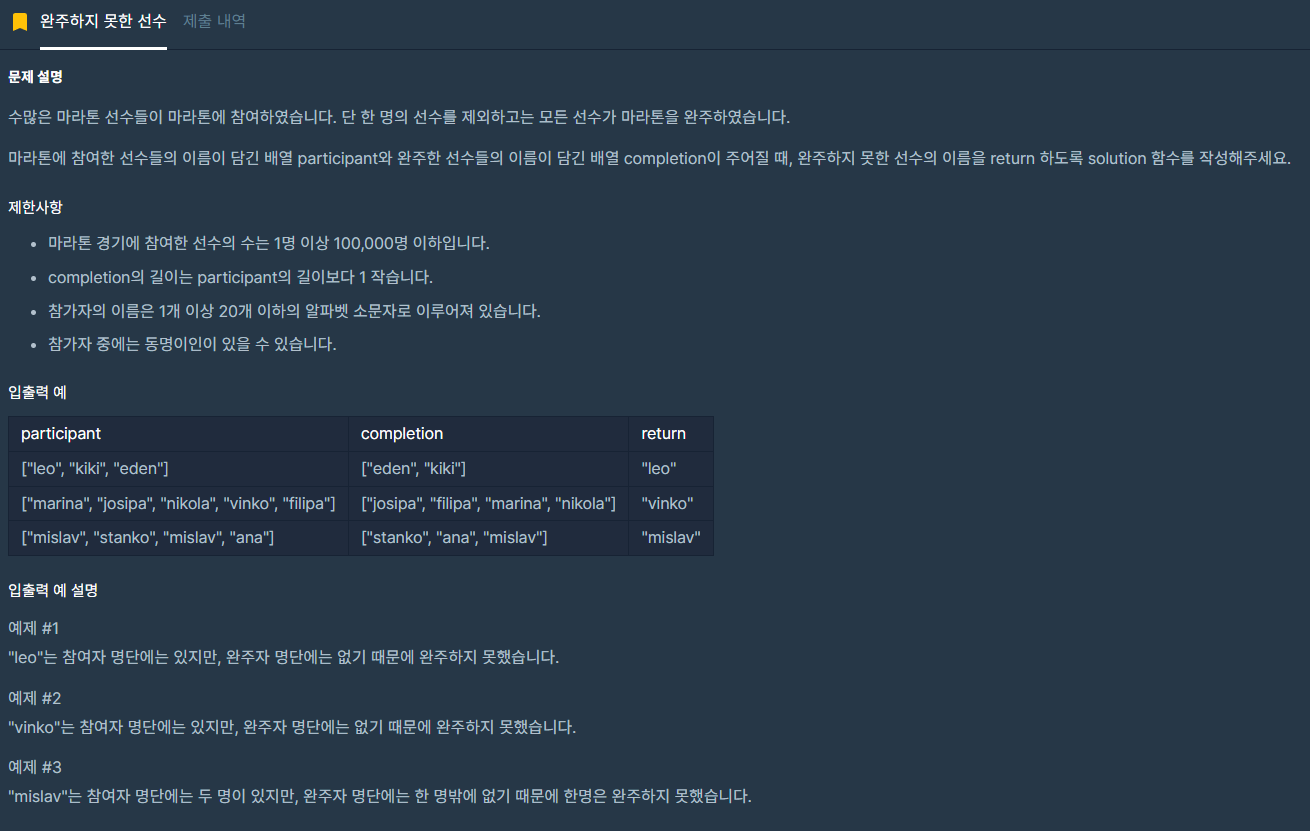 완주하지 못한 선수 제출 내역
문제 설명
수많은 마라톤 선수들이 마라톤에 참여하였습니다. 단 한 명의 선수를 제외하고는 모든 선수가 마라톤을 완주하였습니다.
마라톤에 참여한 선수들의 이름이 담긴 배열 participant와 완주한 선수들의 이름이 담긴 배열 completion이 주어질 때, 완주하지 못한 선수의 이름을 return 하도록 solution 함수를 작성해주세요.
제한사항
• 마라톤 경기에 참여한 선수의 수는 1명 이상 100,000명 이하입니다.
• completion의 길이는 participant의 길이보다 1 작습니다.
• 참가자의 이름은 1개 이상 20개 이하의 알파벳 소문자로 이루어져 있습니다.
• 참가자 중에는 동명이인이 있을 수 있습니다.
입출력 예
participant completion return
["leo", "kiki", "eden"] ["eden", "kiki"] "leo"
["marina", "josipa", "nikola", "vinko", "filipa"] ["josipa", "filipa", "marina", "nikola"] "vinko"
["mislav", "stanko", "mislav", "ana"] ["stanko", "ana", "mislav"] "mislav"
입출력 예 설명
예제 #1
"leo"는 참여자 명단에는 있지만, 완주자 명단에는 없기 때문에 완주하지 못했습니다.
예제 #2
"vinko"는 참여자 명단에는 있지만, 완주자 명단에는 없기 때문에 완주하지 못했습니다.
예제 #3
"mislav"는 참여자 명단에는 두 명이 있지만, 완주자 명단에는 한 명밖에 없기 때문에 한명은 완주하지 못했습니다.